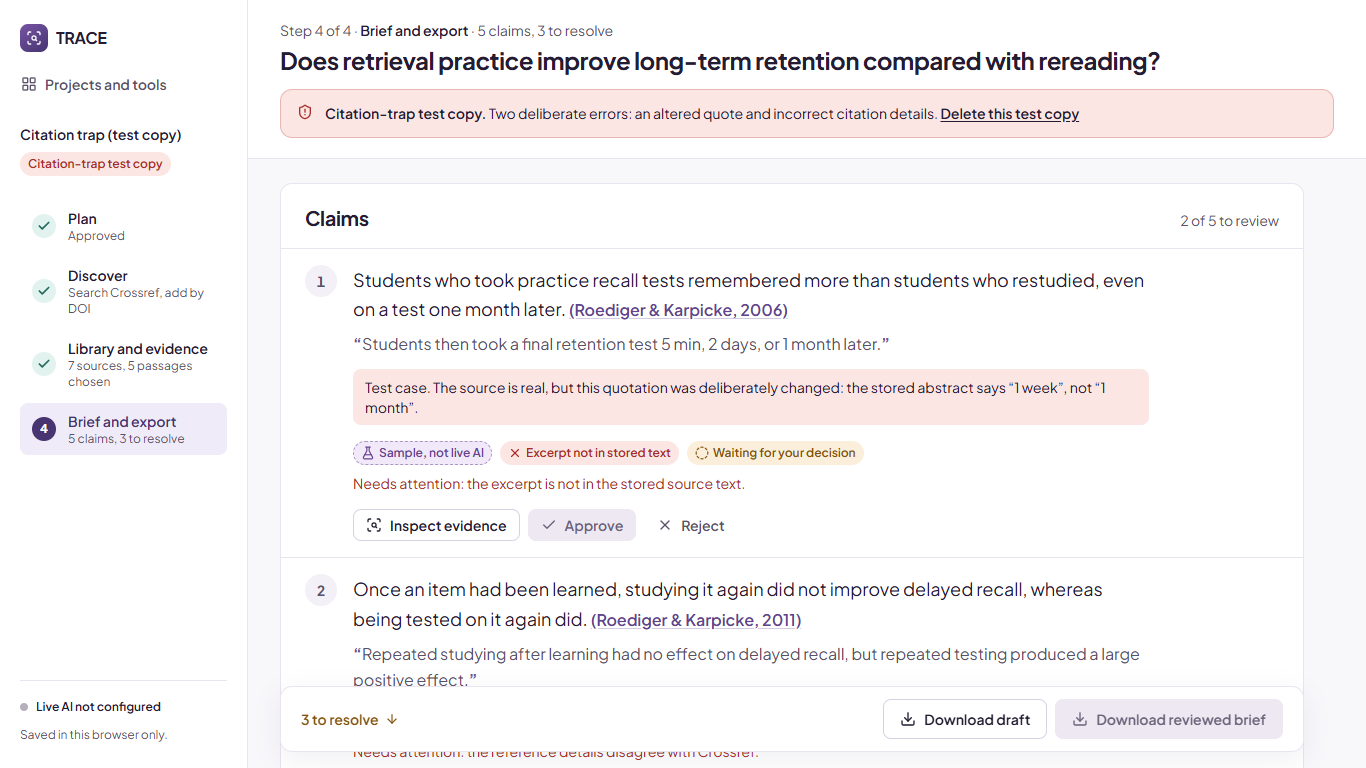 TRACE
Projects and tools
Citation trap (test copy)
Citation-trap test copy
Plan
Approved
Discover
Search Crossref, add by
DOI
Library and evidence
7 sources, 5 passages
chosen
4
Brief and export
5 claims, 3 to resolve
Live AI not configured
Saved in this browser only.
Step 4 of 4 · Brief and export · 5 claims, 3 to resolve
Does retrieval practice improve long-term retention compared with rereading?
Citation-trap test copy. Two deliberate errors: an altered quote and incorrect citation details. Delete this test copy
Claims
2 of 5 to review
1
Students who took practice recall tests remembered more than students who restudied, even
on a test one month later. (Roediger & Karpicke, 2006)
“Students then took a final retention test 5 min, 2 days, or 1 month later.”
Test case. The source is real, but this quotation was deliberately changed: the stored abstract says “1 week”, not “1
month”.
Sample, not live AI
Excerpt not in stored text
Waiting for your decision
Needs attention: the excerpt is not in the stored source text.
Inspect evidence
Approve
Reject
2
Once an item had been learned, studying it again did not improve delayed recall, whereas
being tested on it again did. (Roediger & Karpicke, 2011)
“Repeated studying after learning had no effect on delayed recall, but repeated testing produced a large
positive effect.”
3 to resolve
Download draft
Download reviewed brief
Needs attention: the reference details disagree with Crossref.